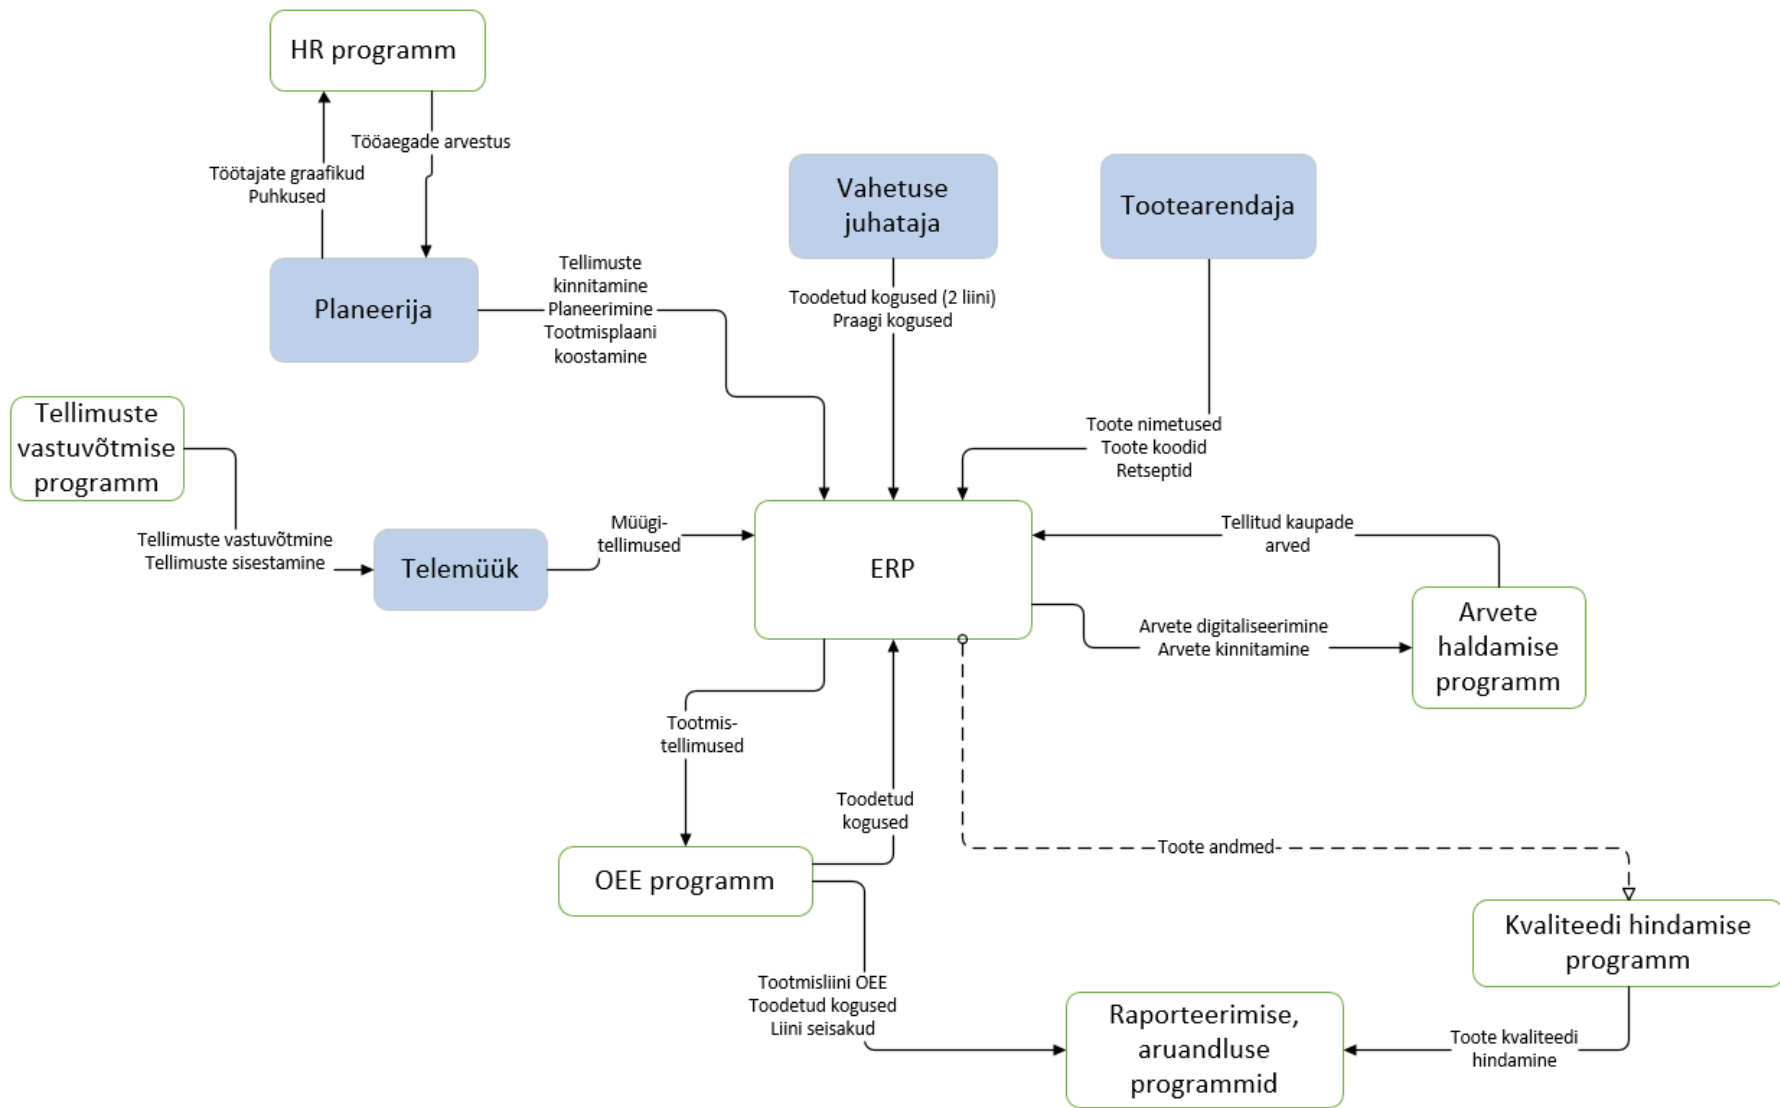 HR programm
Tööaegade arvestus
Töötajate graafikud
Puhkused
Vahetuse
juhataja
Tootearendaja
Planeerija
Tellimuste
kinnitamine
Planeerimine
Tootmisplaani
koostamine
Toodetud kogused (2 liini)
Praagi kogused
Tellimuste
vastuvõtmise
programm
Toote nimetused
Toote koodid
Retseptid
Tellimuste vastuvõtmine
Tellimuste sisestamine
Telemüük
Müügi-
tellimused
ERP
Tellitud kaupade
arved
Arvete digitaliseerimine
Arvete kinnitamine
Arvete
haldamise
programm
Tootmis-
tellimused
Toodetud
kogused
Toote andmed
OEE programm
Kvaliteedi hindamise
programm
Tootmisliini OEE
Toodetud kogused
Liini seisakud
Raporteerimise,
aruandluse
programmid
Toote kvaliteedi
hindamine